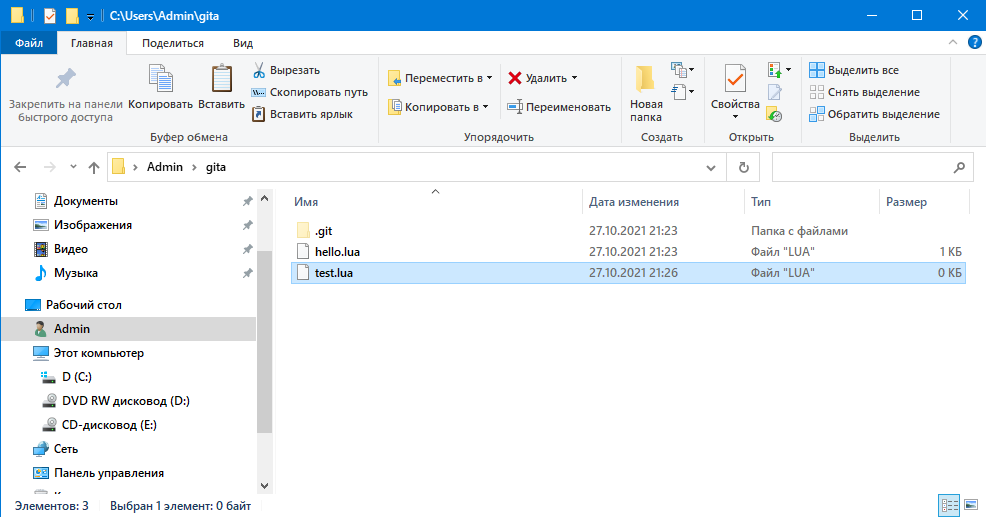 C:\Users\Admin\gita
Файл Главная Поделиться Вид
Закрепить на панели
быстрого доступа
Копировать
Вставить
Вырезать
Скопировать путь
Вставить ярлык
Буфер обмена
Переместить в
Копировать в
Удалить
Переименовать
Упорядочить
Новая
папка
Создать
Свойства
Открыть
Выделить все
Снять выделение
Обратить выделение
Выделить
Admin > gita
Документы
Изображения
Видео
Музыка
Рабочий стол
Admin
Этот компьютер
D (C:)
DVD RW дисковод (D:)
CD-дисковод (E:)
Сеть
Панель управления
Имя Дата изменения Тип Размер
.git 27.10.2021 21:23 Папка с файлами
hello.lua 27.10.2021 21:23 Файл "LUA" 1 КБ
test.lua 27.10.2021 21:26 Файл "LUA" 0 КБ
Элементов: 3 Выбран 1 элемент: 0 байт